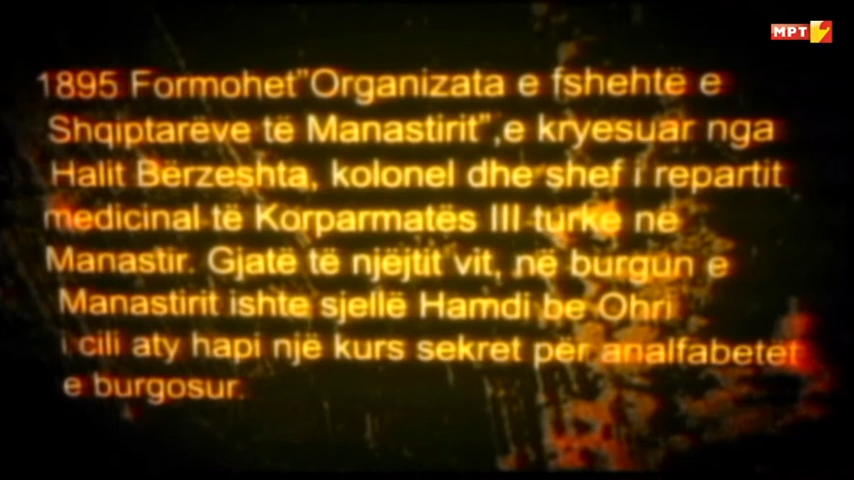 МРТ 2
1895 Formohet"Organizata e fshehtë e
Shqiptarëve të Manastirit",e kryesuar nga
Halit Bërzeshta, kolonel dhe shef i repartit
medicinal të Korparmatës III turke në
Manastir. Gjatë të njëjtit vit, në burgun e
Manastirit ishte sjellë Hamdi be Ohri
i cili aty hapi një kurs sekret për analfabetët
e burgosur.